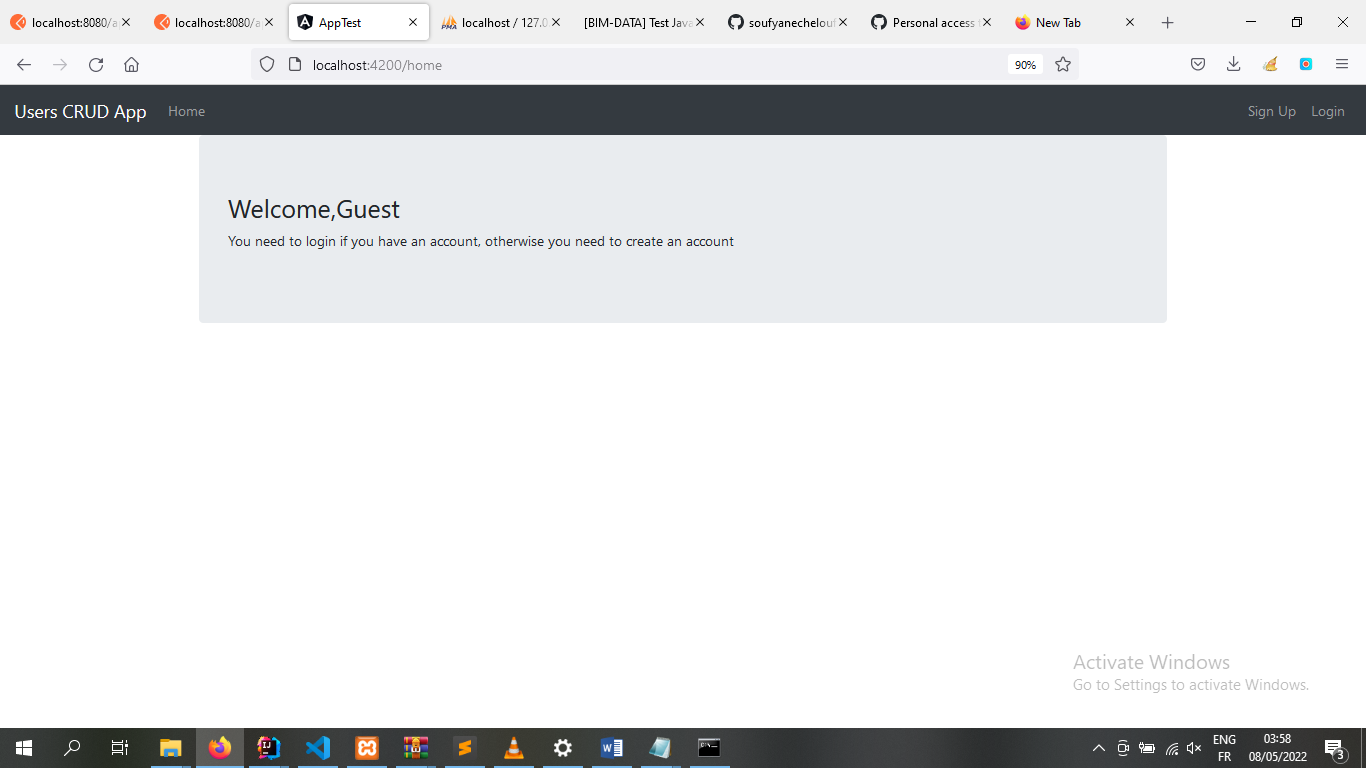 localhost:8080/a
localhost:8080/a
AppTest
localhost / 127.0
[BIM-DATA] Test Java
soufyanechelouf
Personal access
New Tab
localhost:4200/home
90%
Users CRUD App
Home
Sign Up
Login
Welcome,Guest
You need to login if you have an account, otherwise you need to create an account
Activate Windows
Go to Settings to activate Windows.
ENG
FR
03:58
08/05/2022
3